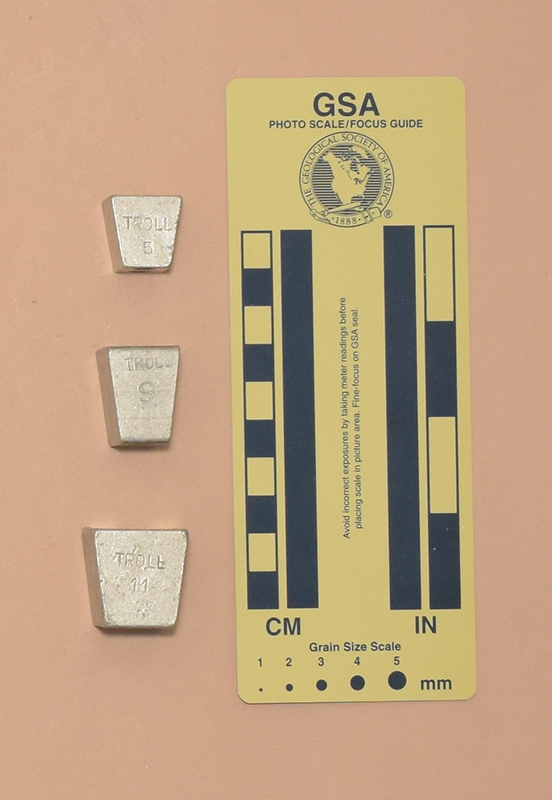 TROLL
5
TROLL
9
TROLL
11
GSA
PHOTO SCALE/FOCUS GUIDE
THE GEOLOGICAL SOCIETY OF AMERICA
·1888·
®
Avoid incorrect exposures by taking meter readings before
placing scale in picture area. Fine-focus on GSA seal.
CM IN
Grain Size Scale
1 2 3 4 5
mm